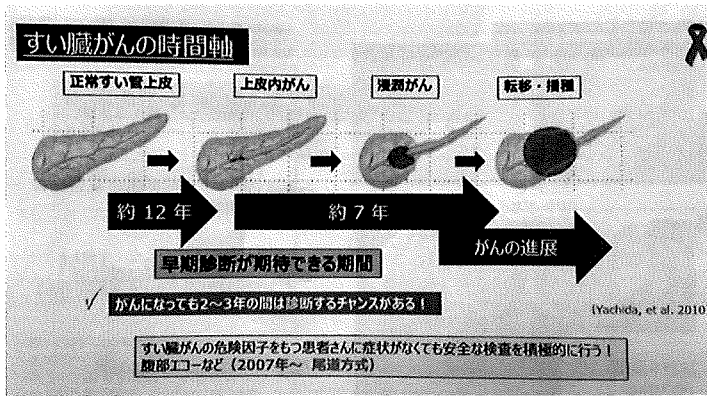 すい臓がんの時間軸
正常すい管上皮
上皮内がん
浸潤がん
転移・播種
約 12 年
約 7 年
がんの進展
早期診断が期待できる期間
✓ がんになっても2～3年の間は診断するチャンスがある！
(Yachida, et al. 2010
すい臓がんの危険因子をもつ患者さんに症状がなくても安全な検査を積極的に行う！
腹部エコーなど（2007年～ 尾道方式）